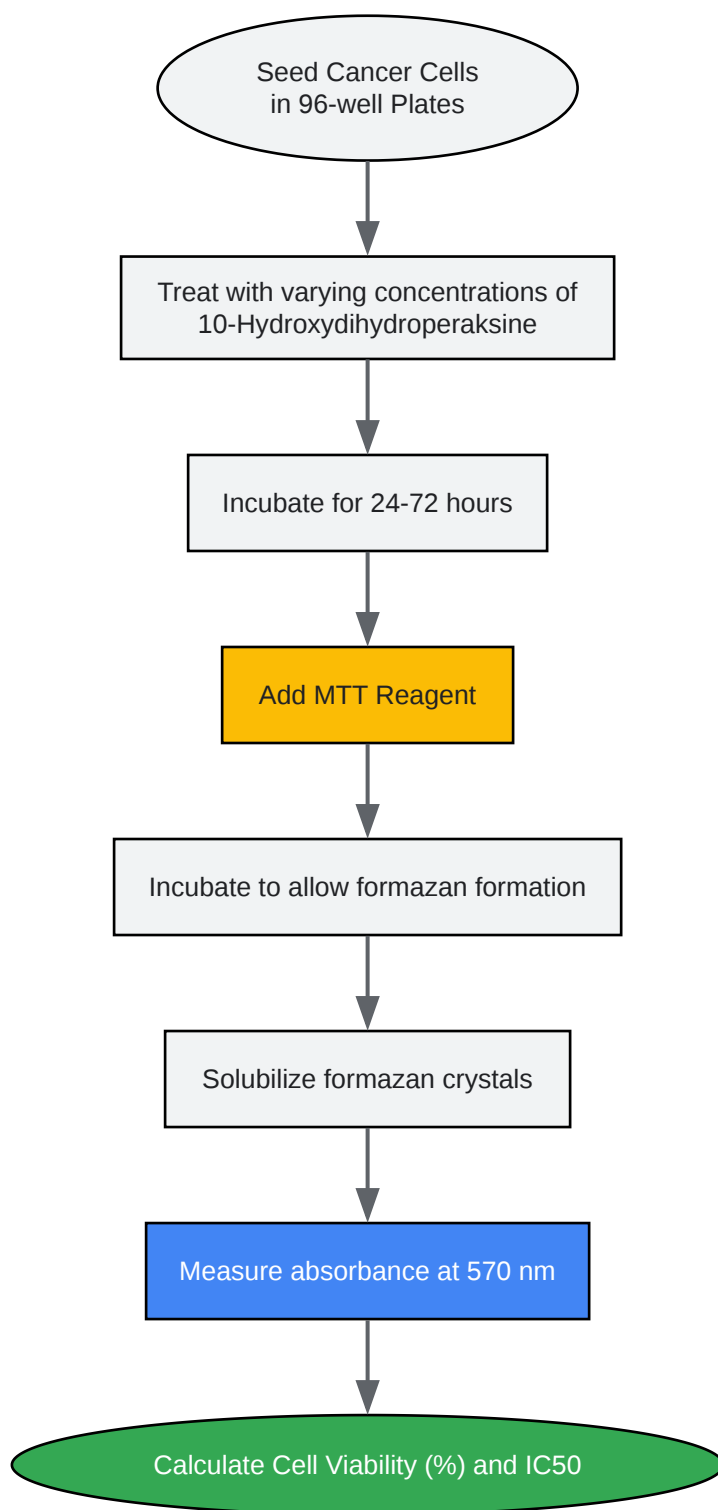 Seed Cancer Cells
in 96-well Plates
Treat with varying concentrations of
10-Hydroxydihydroperaksine
Incubate for 24-72 hours
Add MTT Reagent
Incubate to allow formazan formation
Solubilize formazan crystals
Measure absorbance at 570 nm
Calculate Cell Viability (%) and IC50